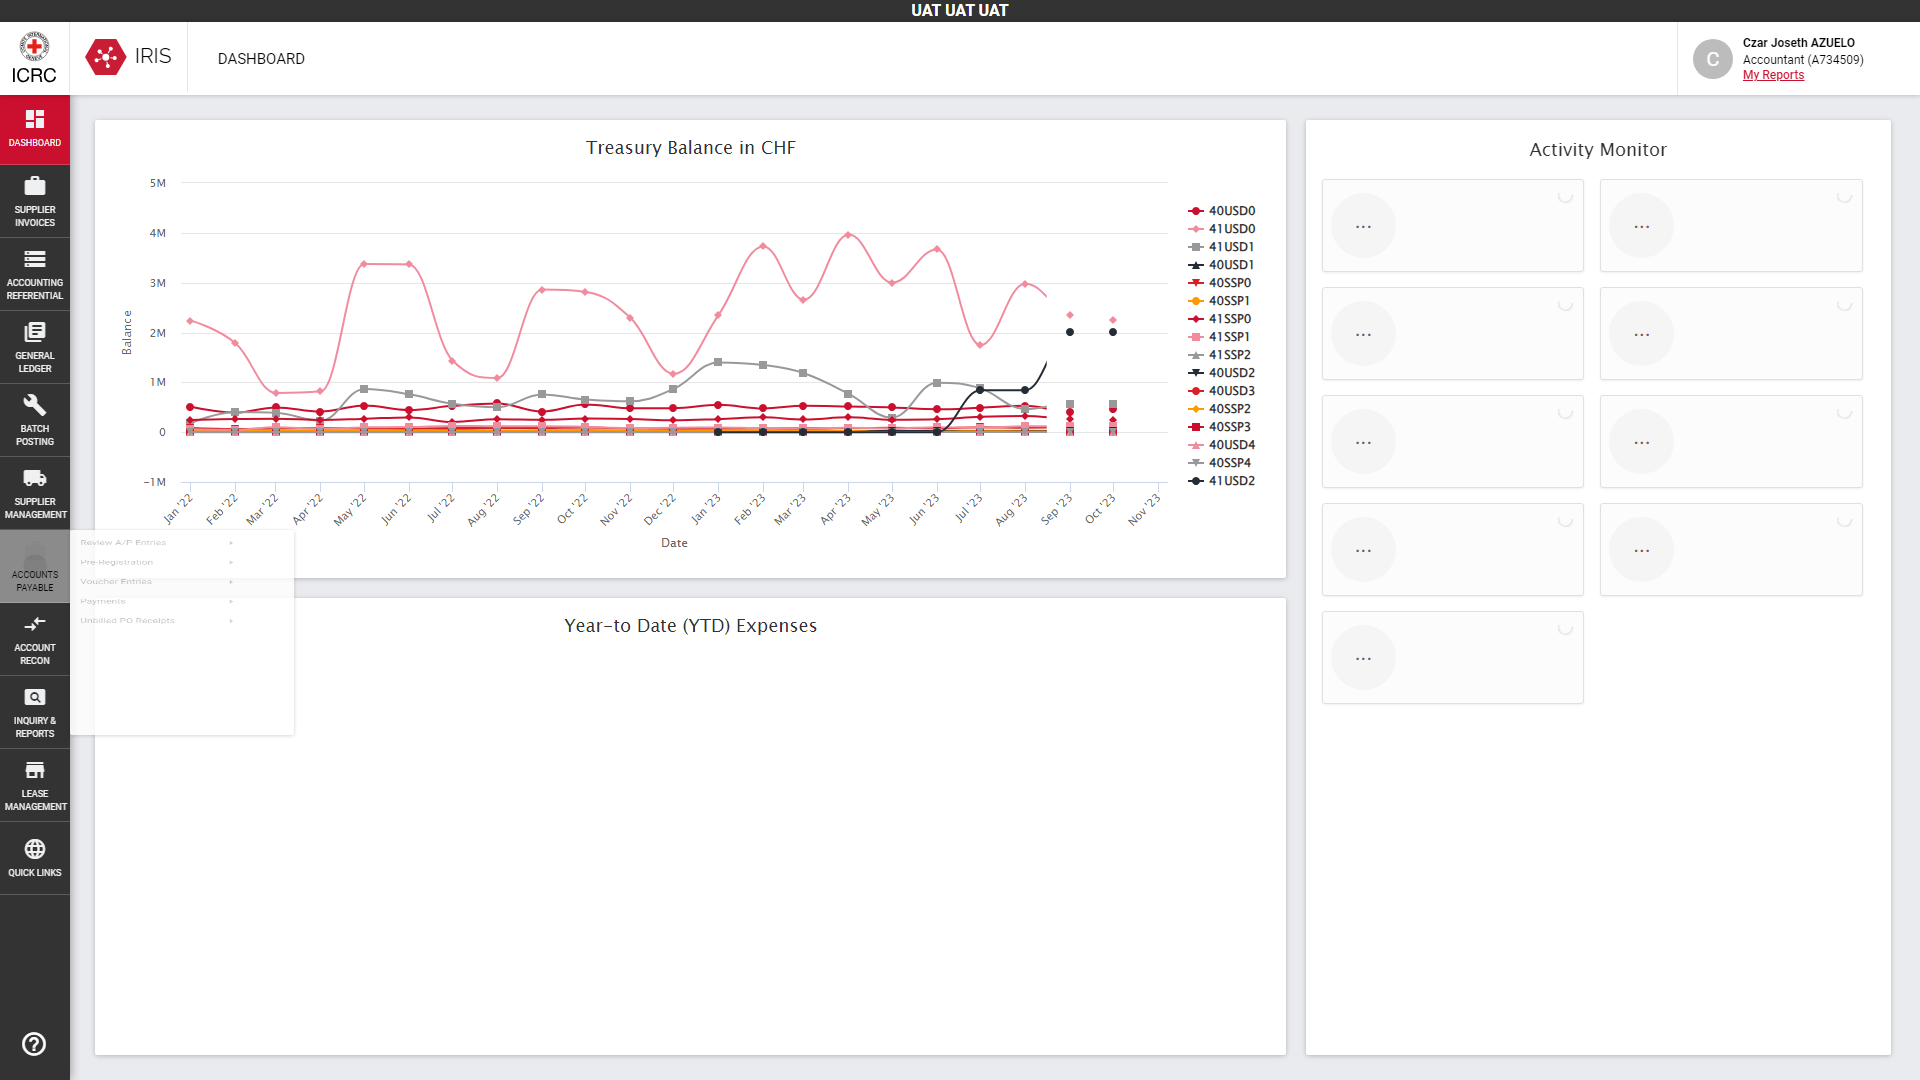 UAT UAT UAT
ICRC
IRIS
DASHBOARD
Czar Joseth AZUELO
Accountant (A734509)
My Reports
C
DASHBOARD
SUPPLIER
INVOICES
ACCOUNTING
REFERENTIAL
GENERAL
LEDGER
BATCH
POSTING
SUPPLIER
MANAGEMENT
ACCOUNTS
PAYABLE
ACCOUNT
RECON
INQUIRY &
REPORTS
LEASE
MANAGEMENT
QUICK LINKS
Review A/P Entries
Pre-Registration
Voucher Entries
Payments
Unbilled PO Receipts
Treasury Balance in CHF
5M
4M
3M
2M
1M
0
-1M
Balance
Jan '22
Feb '22
Mar '22
Apr '22
May '22
Jun '22
Jul '22
Aug '22
Sep '22
Oct '22
Nov '22
Dec '22
Jan '23
Feb '23
Mar '23
Apr '23
May '23
Jun '23
Jul '23
Aug '23
Sep '23
Oct '23
Nov '23
Date
40USD0
41USD0
41USD1
40USD1
40SSP0
40SSP1
41SSP0
41SSP1
41SSP2
40USD2
40USD3
40SSP2
40SSP3
40USD4
40SSP4
41USD2
Year-to Date (YTD) Expenses
Activity Monitor
...
...
...
...
...
...
...
...
...